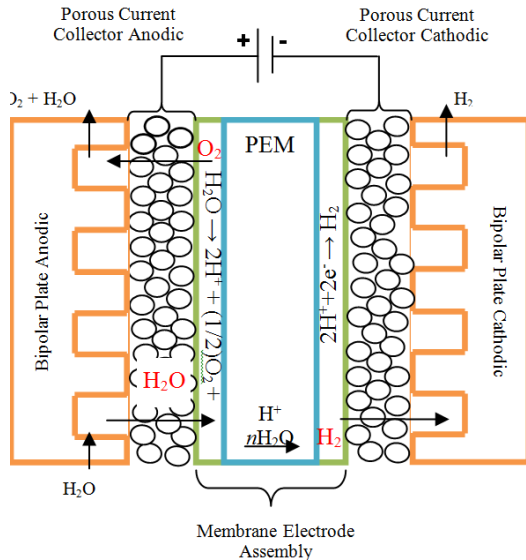 Porous Current
Collector Anodic
Porous Current
Collector Cathodic
+ -
O₂ + H₂O
H₂
O₂
PEM
Bipolar Plate Anodic
H₂O → 2H⁺ + (1/2)O₂ +
2H⁺+2e⁻ → H₂
Bipolar Plate Cathodic
H₂O
H⁺
nH₂O
H₂
H₂O
Membrane Electrode
Assembly